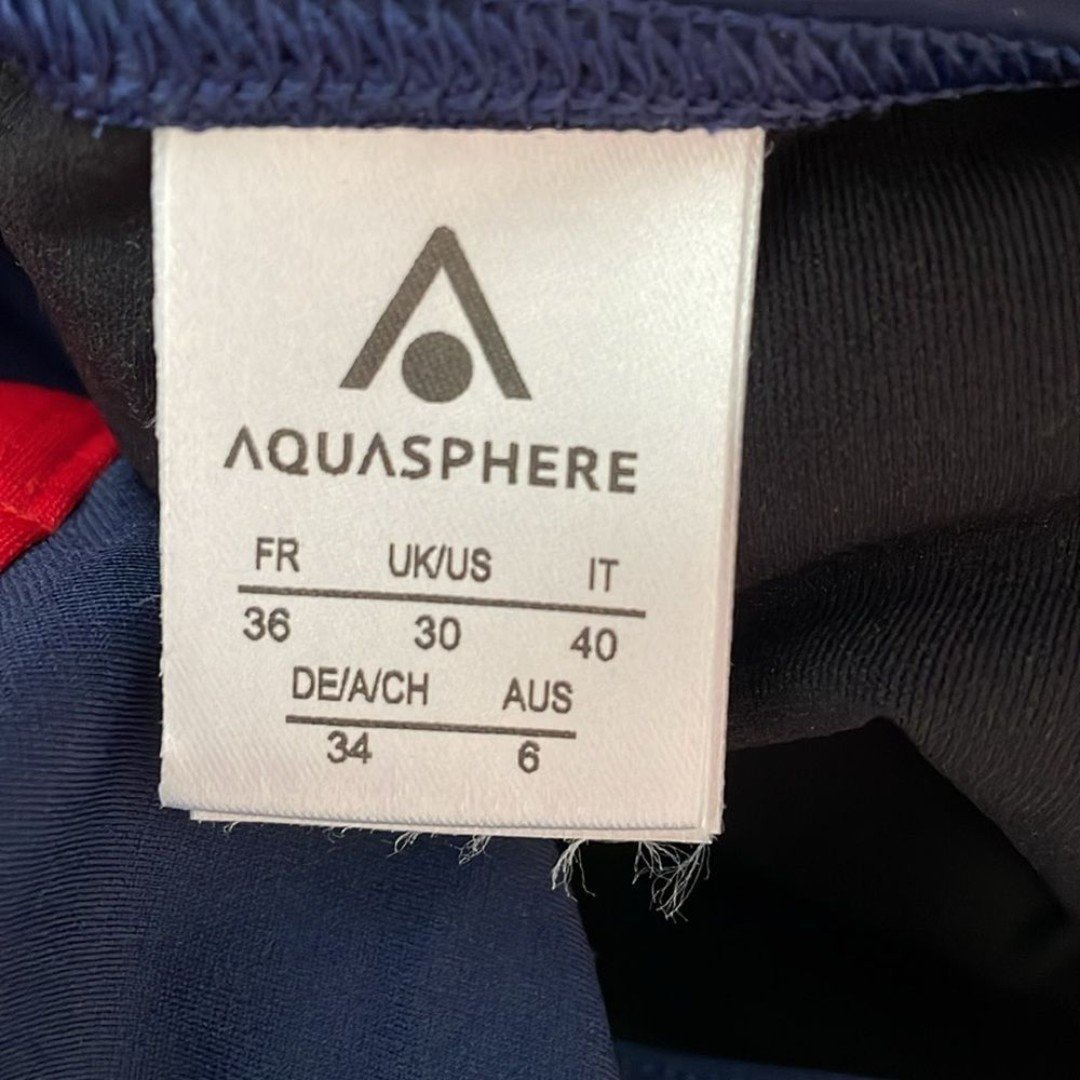 AQUASPHERE
FR UK/US IT
36 30 40
DE/A/CH AUS
34 6